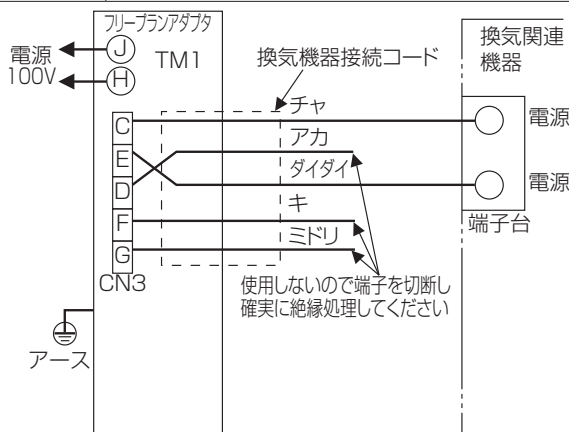 フリープランアダプタ
換気関連
機器
電源
100V
J
H
TM1
換気機器接続コード
チャ
C
電源
アカ
E
ダイダイ
D
電源
キ
F
端子台
ミドリ
G
CN3
使用しないので端子を切断し
確実に絶縁処理してください
アース